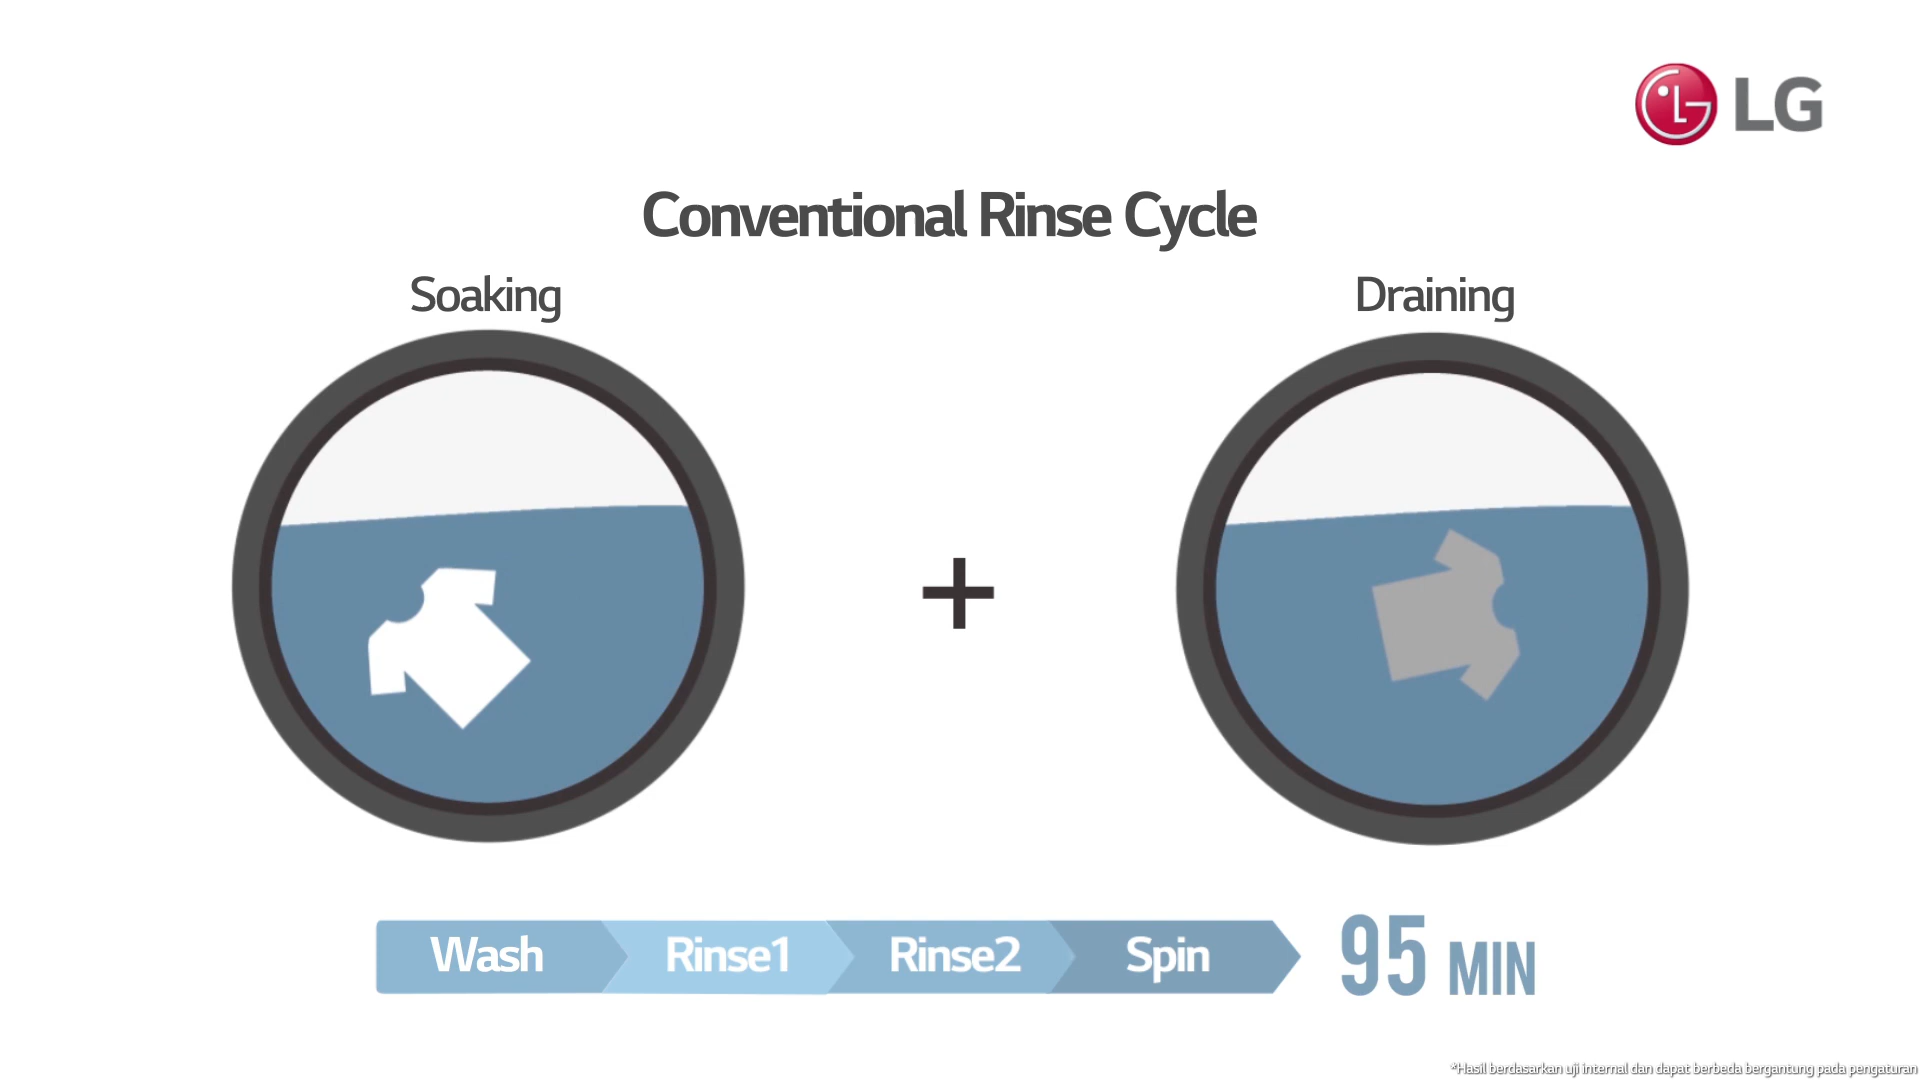 LG
Conventional Rinse Cycle
Soaking
Draining
+
Wash
Rinse1
Rinse2
Spin
95 MIN
*Hasil berdasarkan uji internal dan dapat berbeda bergantung pada pengaturan